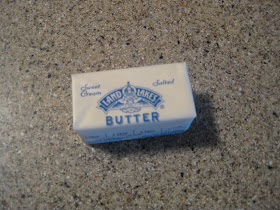 Sweet
Cream
Salted
LAND O LAKES
BUTTER